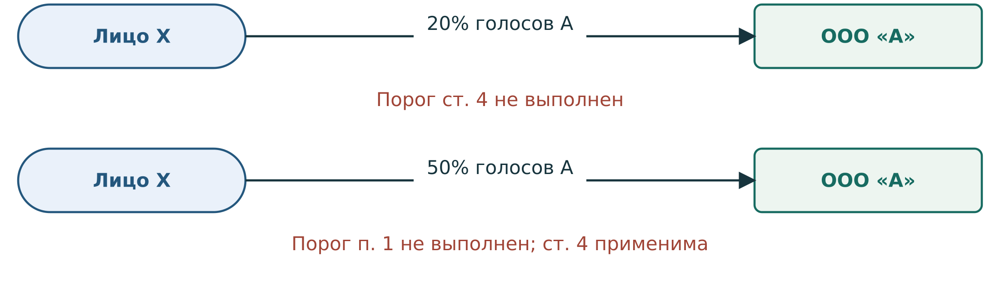 Лицо X
20% голосов А
ООО «А»
Порог ст. 4 не выполнен
Лицо X
50% голосов А
ООО «А»
Порог п. 1 не выполнен; ст. 4 применима